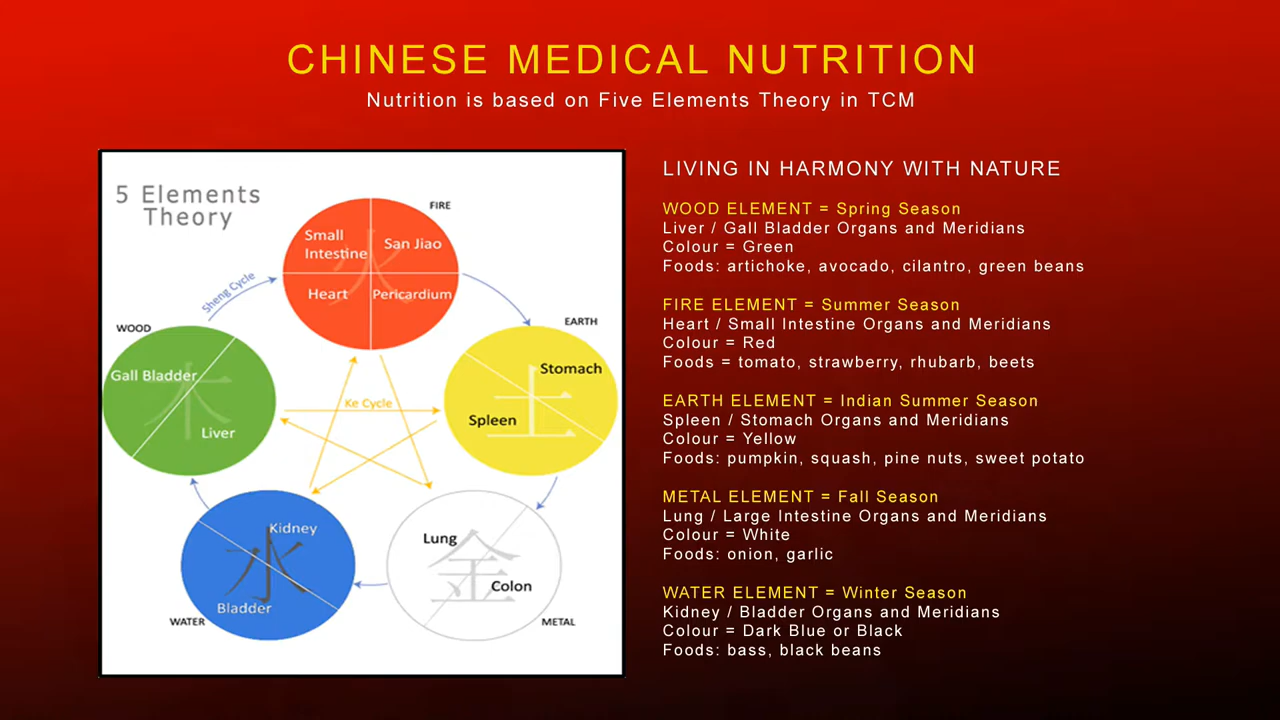 CHINESE MEDICAL NUTRITION
Nutrition is based on Five Elements Theory in TCM
5 Elements
Theory
FIRE
Small
Intestine
San Jiao
火
Heart
Pericardium
Sheng Cycle
WOOD
Gall Bladder
木
Liver
EARTH
Stomach
土
Spleen
Ke Cycle
Kidney
水
Bladder
WATER
Lung
金
Colon
METAL
LIVING IN HARMONY WITH NATURE
WOOD ELEMENT = Spring Season
Liver / Gall Bladder Organs and Meridians
Colour = Green
Foods: artichoke, avocado, cilantro, green beans
FIRE ELEMENT = Summer Season
Heart / Small Intestine Organs and Meridians
Colour = Red
Foods = tomato, strawberry, rhubarb, beets
EARTH ELEMENT = Indian Summer Season
Spleen / Stomach Organs and Meridians
Colour = Yellow
Foods: pumpkin, squash, pine nuts, sweet potato
METAL ELEMENT = Fall Season
Lung / Large Intestine Organs and Meridians
Colour = White
Foods: onion, garlic
WATER ELEMENT = Winter Season
Kidney / Bladder Organs and Meridians
Colour = Dark Blue or Black
Foods: bass, black beans